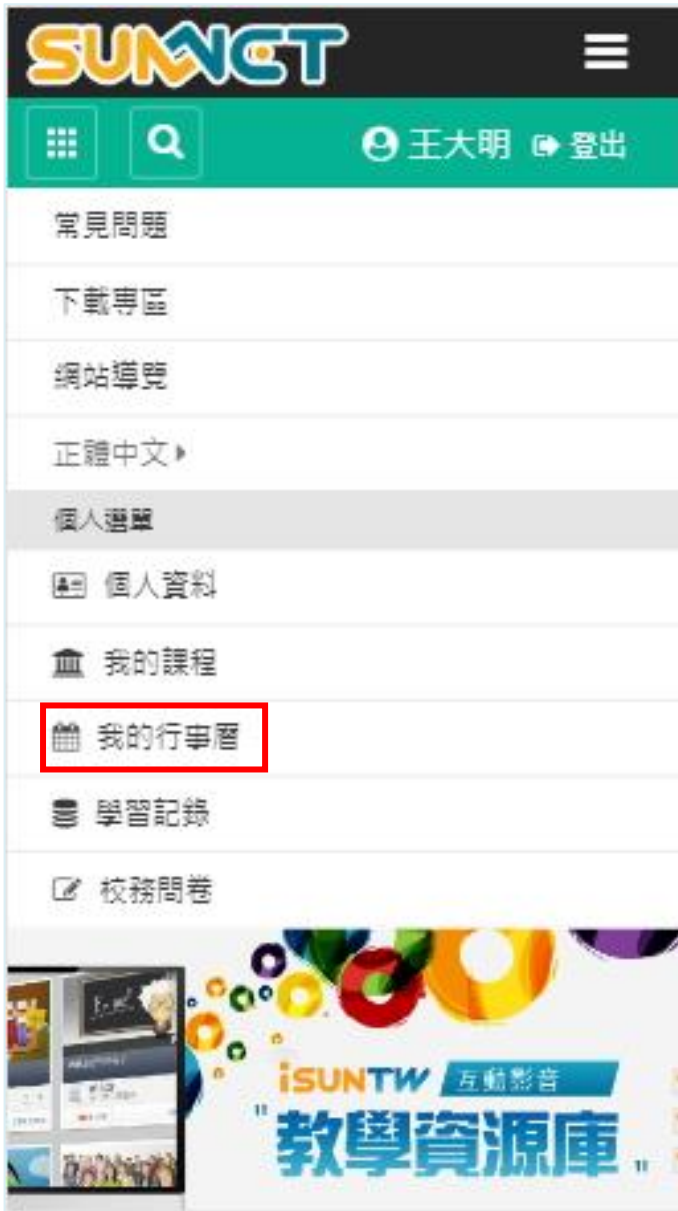 SUNNET
王大明 登出
常見問題
下載專區
網站導覽
正體中文
個人選單
個人資料
我的課程
我的行事曆
學習記錄
校務問卷
iSUNTW 互動影音
"教學資源庫"